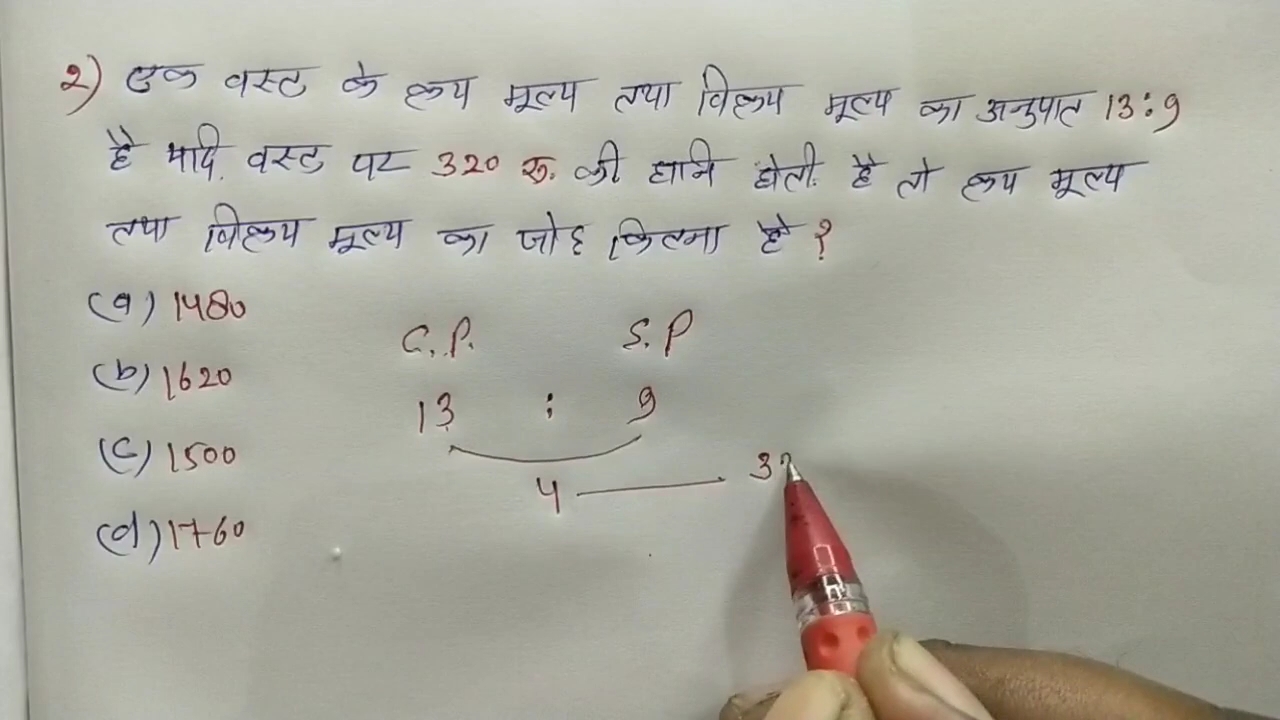 2) एक वस्तु के क्रय मूल्य तथा विक्रय मूल्य का अनुपात 13:9
है यदि वस्तु पर 320 रु. की हानि होती है तो क्रय मूल्य
तथा विक्रय मूल्य का जोड़ कितना है ?
(a) 1480
(b) 1620
(c) 1500
(d) 1760
C.P. S.P
13 : 9
4 32